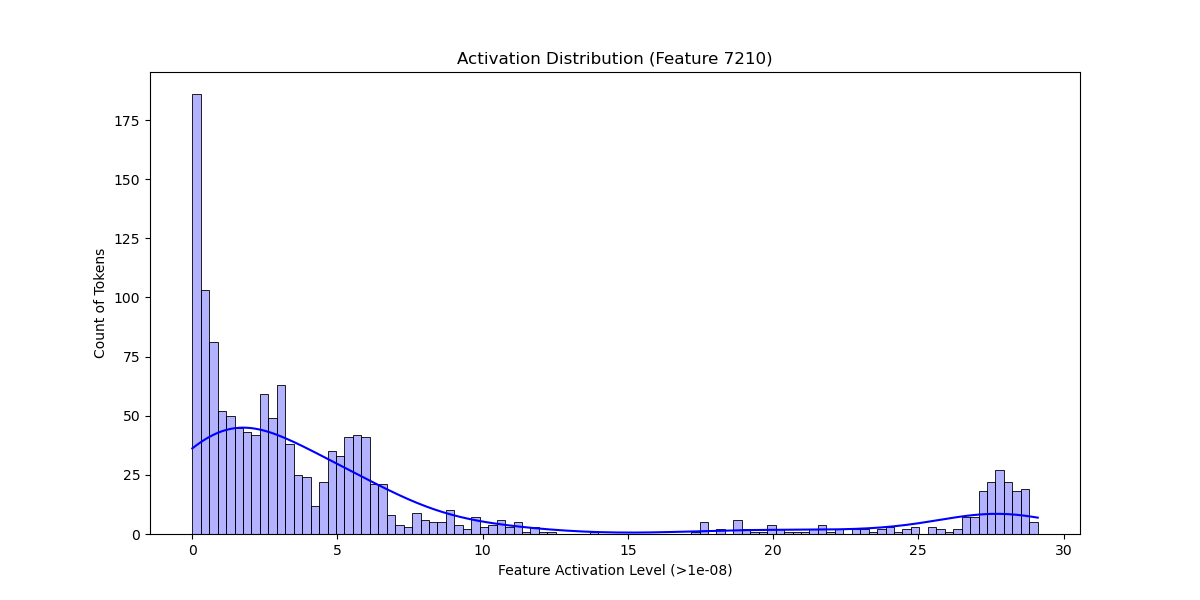 Activation Distribution (Feature 7210)
Count of Tokens
175
150
125
100
75
50
25
0
0 5 10 15 20 25 30
Feature Activation Level (>1e-08)